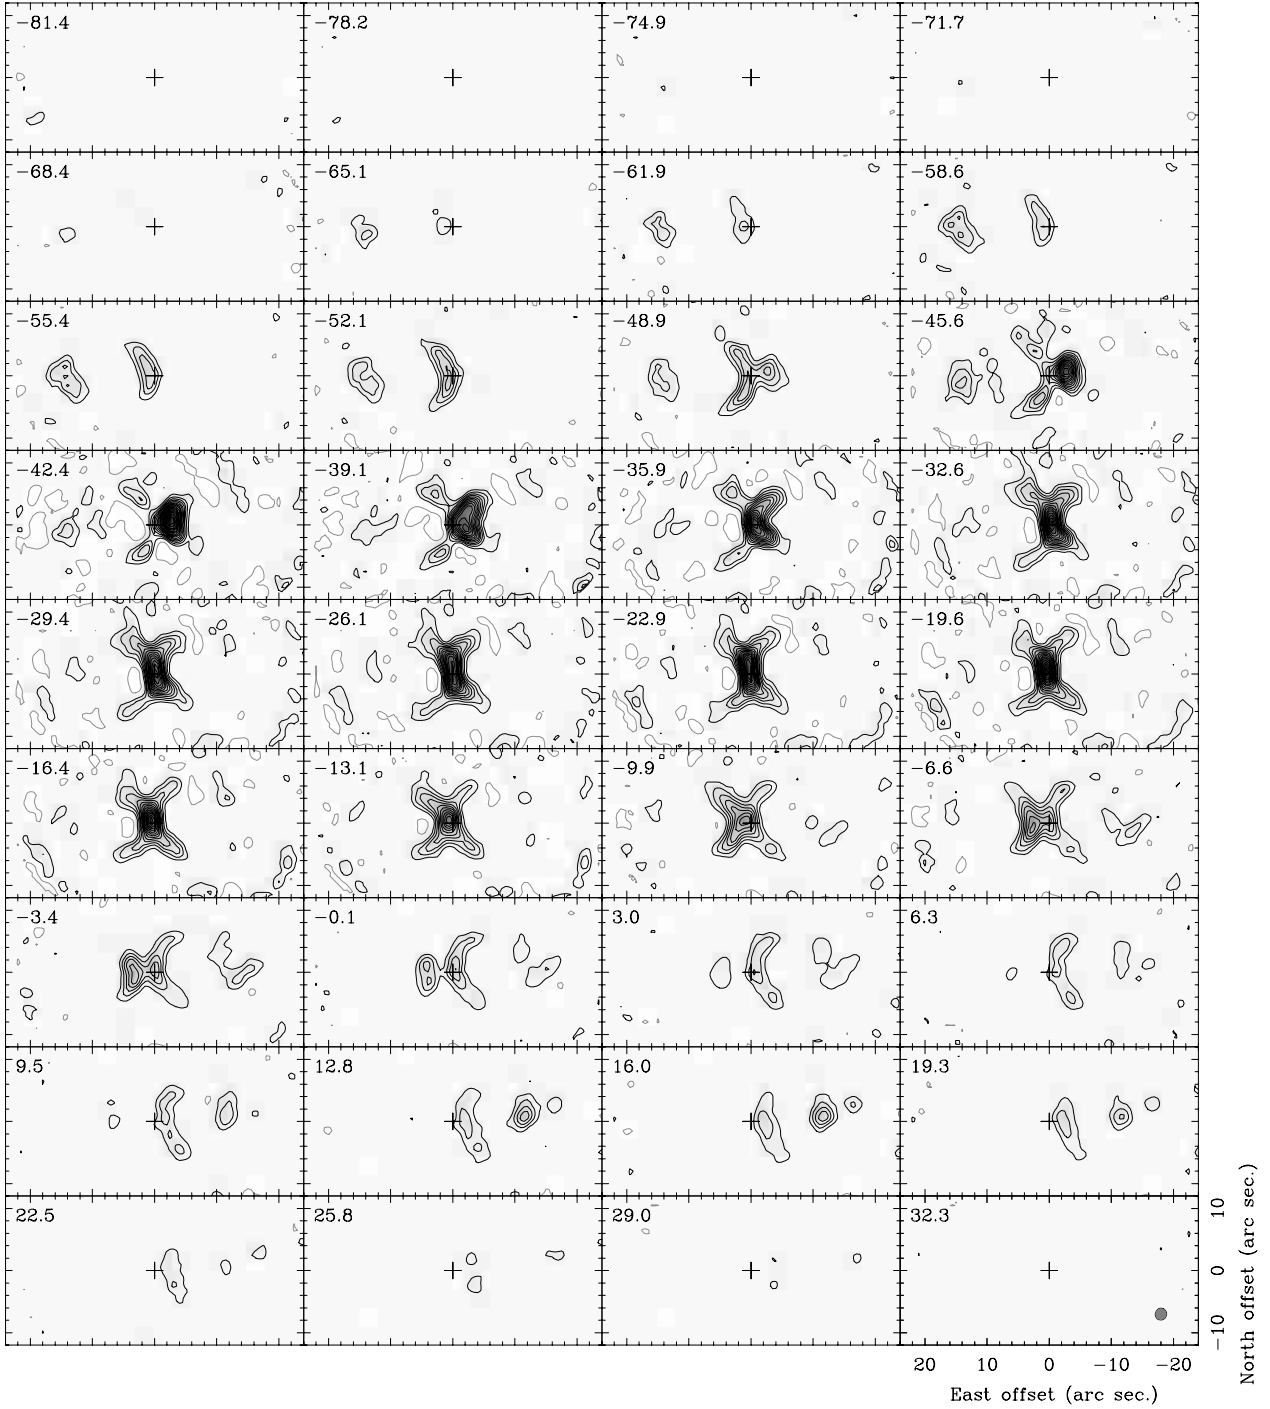 −81.4 −78.2 −74.9 −71.7
−68.4 −65.1 −61.9 −58.6
−55.4 −52.1 −48.9 −45.6
−42.4 −39.1 −35.9 −32.6
−29.4 −26.1 −22.9 −19.6
−16.4 −13.1 −9.9 −6.6
−3.4 −0.1 3.0 6.3
9.5 12.8 16.0 19.3
22.5 25.8 29.0 32.3
20 10 0 −10 −20
East offset (arc sec.)
−10 0 10
North offset (arc sec.)